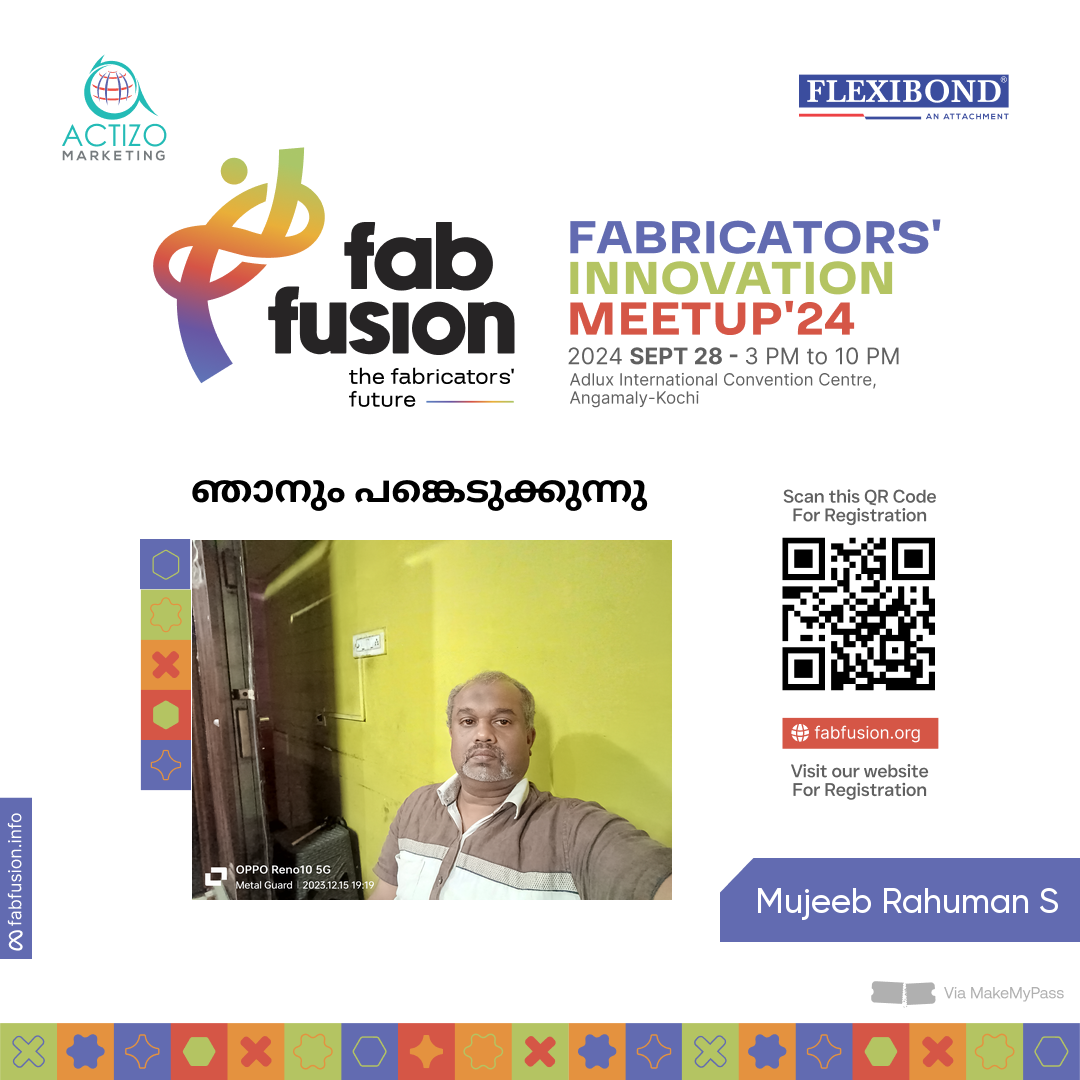 ACTIZO
MARKETING
FLEXIBOND®
AN ATTACHMENT
fab
fusion
the fabricators'
future
FABRICATORS'
INNOVATION
MEETUP'24
2024 SEPT 28 - 3 PM to 10 PM
Adlux International Convention Centre,
Angamaly-Kochi
ഞാനും പങ്കെടുക്കുന്നു
Scan this QR Code
For Registration
fabfusion.org
Visit our website
For Registration
OPPO Reno10 5G
Metal Guard | 2023.12.15 19:19
fabfusion.info
Mujeeb Rahuman S
Via MakeMyPass